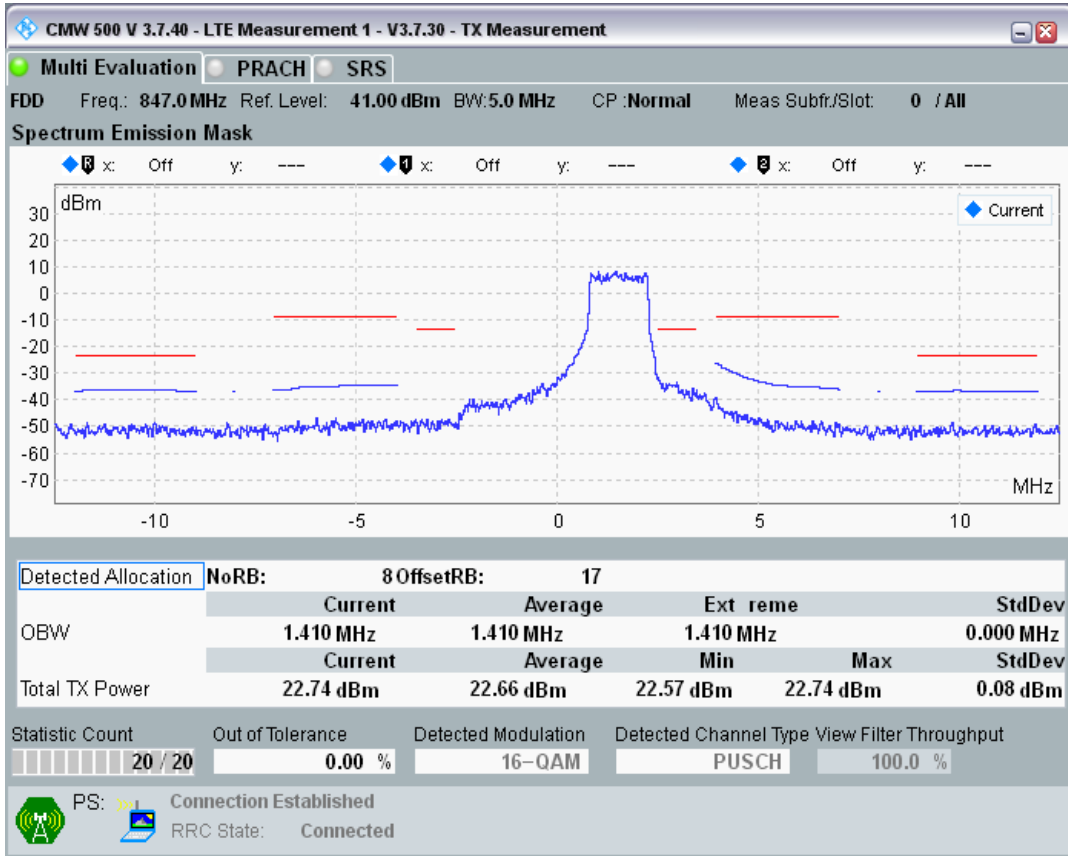 CMW 500 V 3.7.40 - LTE Measurement 1 - V3.7.30 - TX Measurement
Multi Evaluation PRACH SRS
FDD Freq.: 847.0 MHz Ref. Level: 41.00 dBm BW:5.0 MHz CP :Normal Meas Subfr./Slot: 0 / All
Spectrum Emission Mask
R x: Off y: --- 1 x: Off y: --- 2 x: Off y: ---
dBm
Current
30
20
10
0
-10
-20
-30
-40
-50
-60
-70
MHz
-10 -5 0 5 10
Detected Allocation NoRB: 8 OffsetRB: 17
Current Average Ext reme StdDev
OBW 1.410 MHz 1.410 MHz 1.410 MHz 0.000 MHz
Current Average Min Max StdDev
Total TX Power 22.74 dBm 22.66 dBm 22.57 dBm 22.74 dBm 0.08 dBm
Statistic Count Out of Tolerance Detected Modulation Detected Channel Type View Filter Throughput
20 / 20 0.00 % 16-QAM PUSCH 100.0 %
PS: Connection Established
RRC State: Connected